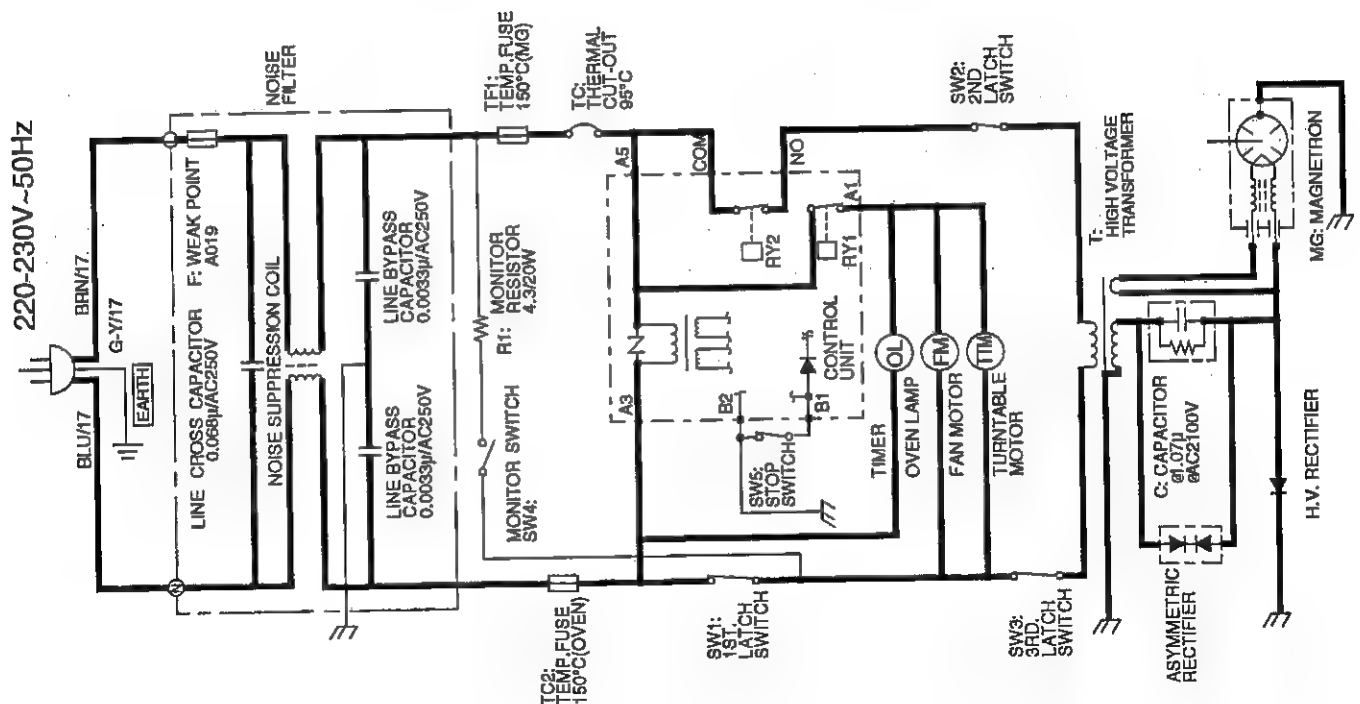 220-230V~50Hz
BLU/17
BRN/17.
G-Y/17
EARTH
NOISE
FILTER
N
LINE CROSS CAPACITOR
0.068µ/AC250V
F: WEAK POINT
A019
NOISE SUPPRESSION COIL
LINE BYPASS
CAPACITOR
0.0033µ/AC250V
LINE BYPASS
CAPACITOR
0.0033µ/AC250V
TF1:
TEMP.FUSE
150°C(MG)
TC:
THERMAL
CUT-OUT
95°C
R1: MONITOR
RESISTOR
4.3/20W
MONITOR SWITCH
SW4:
TC2:
TEMP.FUSE
150°C(OVEN)
A5
COM
NO
A1
RY2
RY1
A3
B2
B1
CONTROL
UNIT
SW5:
STOP
SWITCH
SW1:
1ST.
LATCH
SWITCH
SW2:
2ND
LATCH
SWITCH
SW3:
3RD.
LATCH
SWITCH
TIMER
OVEN LAMP
OL
FAN MOTOR
FM
TURNTABLE
MOTOR
TTM
T:
HIGH VOLTAGE
TRANSFORMER
C: CAPACITOR
@1.07µ
@AC2100V
ASYMMETRIC
RECTIFIER
H.V. RECTIFIER
MG: MAGNETRON